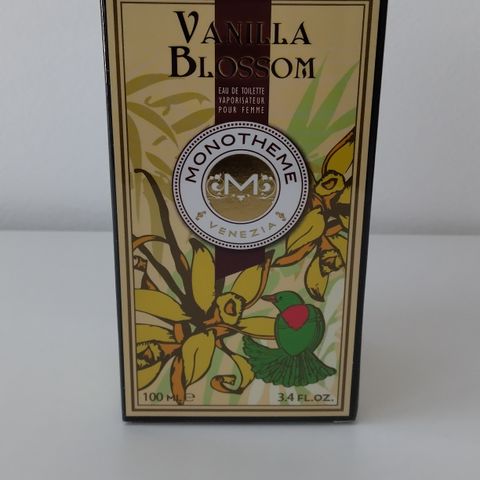 VANILLA
BLOSSOM
EAU DE TOILETTE
VAPORISATEUR
POUR FEMME
MONOTHEME
M
VENEZIA
100 ML ℮
3.4 FL.OZ.